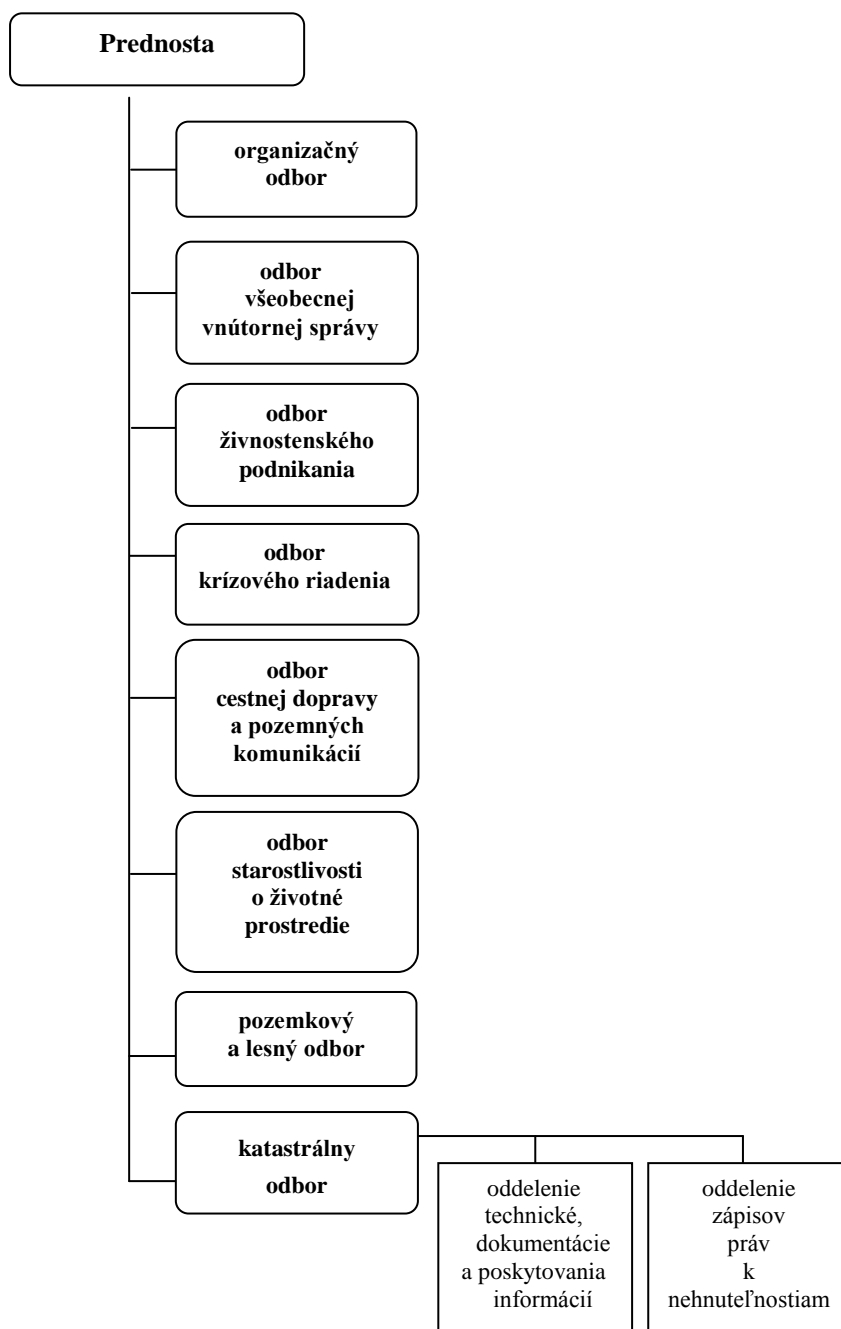 Prednosta
organizačný
odbor
odbor
všeobecnej
vnútornej správy
odbor
živnostenského
podnikania
odbor
krízového riadenia
odbor
cestnej dopravy
a pozemných
komunikácií
odbor
starostlivosti
o životné
prostredie
pozemkový
a lesný odbor
katastrálny
odbor
oddelenie
technické,
dokumentácie
a poskytovania
informácií
oddelenie
zápisov
práv
k
nehnuteľnostiam